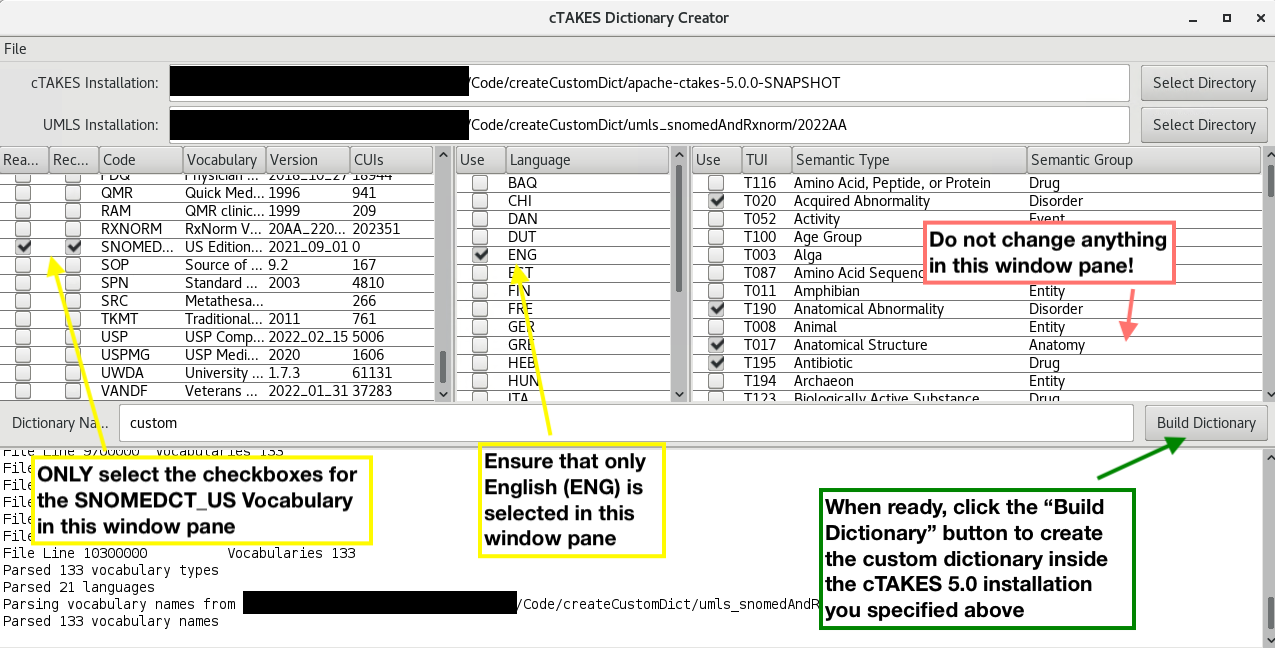 cTAKES Dictionary Creator
File
cTAKES Installation: /Code/createCustomDict/apache-ctakes-5.0.0-SNAPSHOT Select Directory
UMLS Installation: /Code/createCustomDict/umls_snomedAndRxnorm/2022AA Select Directory
Rea... Rec... Code Vocabulary Version CUIs
PDQ Physician ... 2018_10_27 18944
QMR Quick Med... 1996 941
RAM QMR clinic... 1999 209
RXNORM RxNorm V... 20AA_220... 202351
SNOMED... US Edition... 2021_09_01 0
SOP Source of ... 9.2 167
SPN Standard ... 2003 4810
SRC Metathesa... 266
TKMT Traditional... 2011 761
USP USP Comp... 2022_02_15 5006
USPMG USP Medi... 2020 1606
UWDA University ... 1.7.3 61131
VANDF Veterans ... 2022_01_31 37283
Use Language
BAQ
CHI
DAN
DUT
ENG
EST
FIN
FRE
GER
GRE
HEB
HUN
ITA
Use TUI Semantic Type Semantic Group
T116 Amino Acid, Peptide, or Protein Drug
T020 Acquired Abnormality Disorder
T052 Activity Event
T100 Age Group
T003 Alga
T087 Amino Acid Sequenc
T011 Amphibian Entity
T190 Anatomical Abnormality Disorder
T008 Animal Entity
T017 Anatomical Structure Anatomy
T195 Antibiotic Drug
T194 Archaeon Entity
T123 Biologically Active Substance Drug
Do not change anything
in this window pane!
Dictionary Na... custom Build Dictionary
File Line 9700000 Vocabularies 133
File
File
File
File
File
File Line 10300000 Vocabularies 133
Parsed 133 vocabulary types
Parsed 21 languages
Parsing vocabulary names from /Code/createCustomDict/umls_snomedAndR
Parsed 133 vocabulary names
ONLY select the checkboxes for
the SNOMEDCT_US Vocabulary
in this window pane
Ensure that only
English (ENG) is
selected in this
window pane
When ready, click the “Build
Dictionary” button to create
the custom dictionary inside
the cTAKES 5.0 installation
you specified above